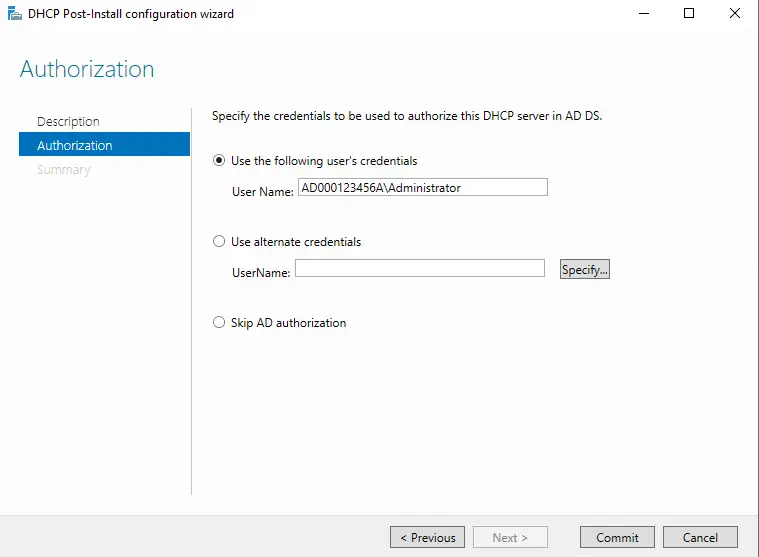 DHCP Post-Install configuration wizard
Authorization
Description
Authorization
Summary
Specify the credentials to be used to authorize this DHCP server in AD DS.
Use the following user's credentials
User Name: AD000123456A\Administrator
Use alternate credentials
UserName:
Specify...
Skip AD authorization
< Previous
Next >
Commit
Cancel